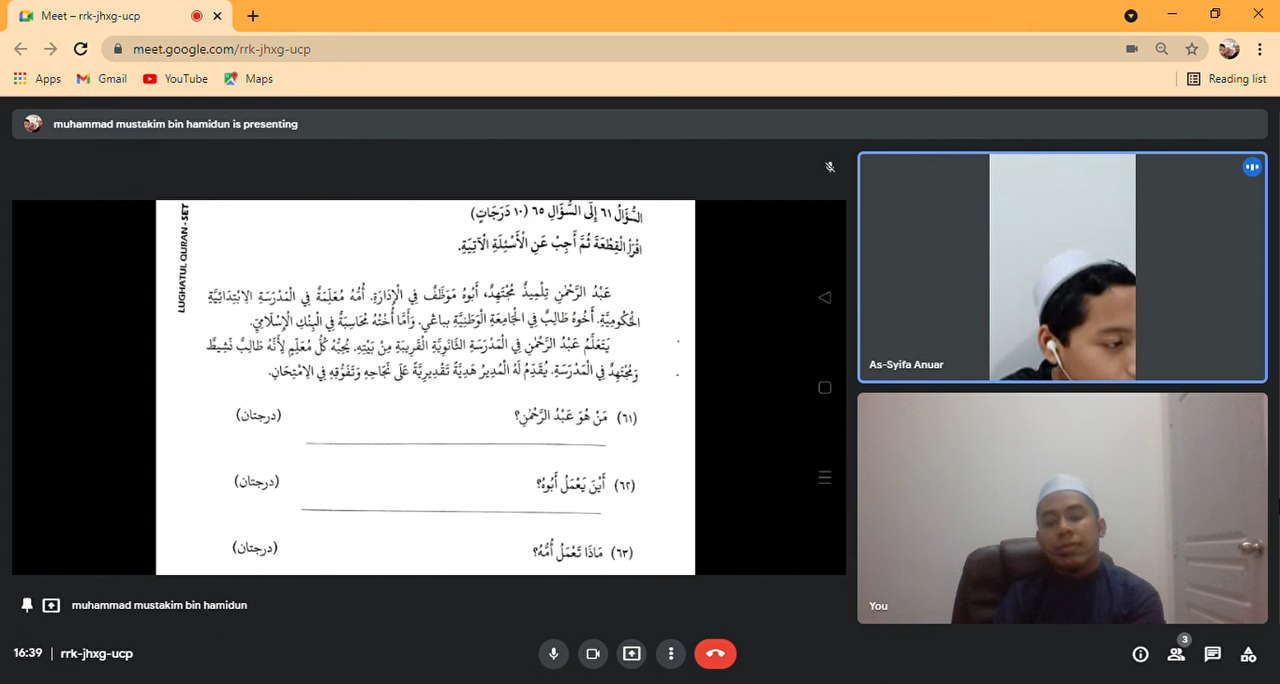 Meet – rrk-jhxg-ucp
meet.google.com/rrk-jhxg-ucp
Apps Gmail YouTube Maps Reading list
muhammad mustakim bin hamidun is presenting
LUGHATUL QURAN - SET
السُّؤَالُ ٦١ إِلَى السُّؤَالِ ٦٥ (١٠ دَرَجَاتٍ)
اقْرَأْ الْقِطْعَةَ ثُمَّ أَجِبْ عَنِ الْأَسْئِلَةِ الْآتِيَةِ.
عَبْدُ الرَّحْمٰنِ تِلْمِيذٌ مُجْتَهِدٌ، أَبُوهُ مَوَظَّفٌ فِي الْإِدَارَةِ. أُمُّهُ مُعَلِّمَةٌ فِي الْمَدْرَسَةِ الِابْتِدَائِيَّةِ
الْحُكُومِيَّةِ. أَخُوهُ طَالِبٌ فِي الْجَامِعَةِ الْوَطَنِيَّةِ بباغي. وَأَمَّا أُخْتُهُ مُحَاسِبَةٌ فِي الْبَنْكِ الْإِسْلَامِيِّ.
يَتَعَلَّمُ عَبْدُ الرَّحْمٰنِ فِي الْمَدْرَسَةِ الثَّانَوِيَّةِ الْقَرِيبَةِ مِنْ بَيْتِهِ. يُحِبُّهُ كُلُّ مُعَلِّمٍ لِأَنَّهُ طَالِبٌ نَشِيطٌ
وَمُجْتَهِدٌ فِي الْمَدْرَسَةِ. يُقَدِّمُ لَهُ الْمُدِيرُ هَدِيَّةً تَقْدِيرِيَّةً عَلَى نَجَاحِهِ وَتَفَوُّقِهِ فِي الِامْتِحَانِ.
(٦١) مَنْ هُوَ عَبْدُ الرَّحْمٰنِ؟ (درجتان)
(٦٢) أَيْنَ يَعْمَلُ أَبُوهُ؟ (درجتان)
(٦٣) مَاذَا تَعْمَلُ أُمُّهُ؟ (درجتان)
As-Syifa Anuar
You
muhammad mustakim bin hamidun
16:39 | rrk-jhxg-ucp
3